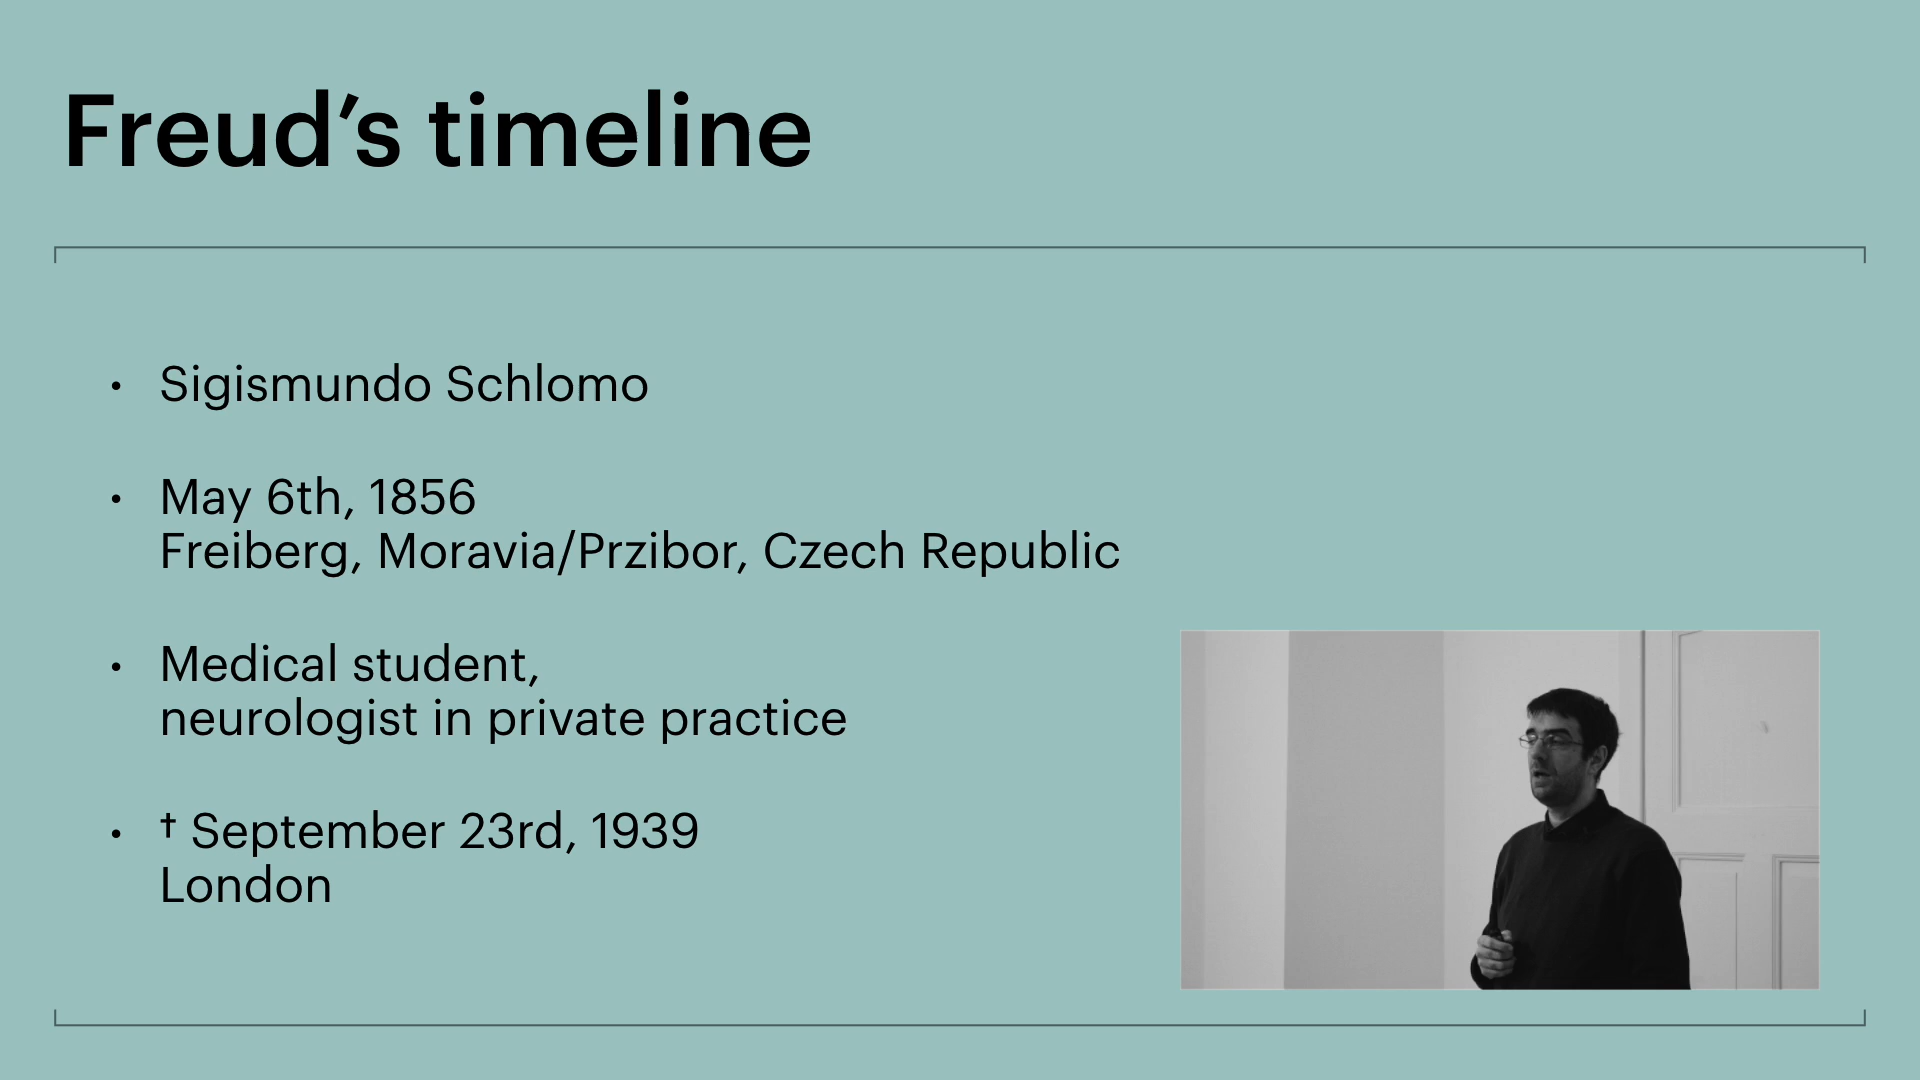 Freud’s timeline
• Sigismundo Schlomo
• May 6th, 1856
Freiberg, Moravia/Przibor, Czech Republic
• Medical student,
neurologist in private practice
• † September 23rd, 1939
London